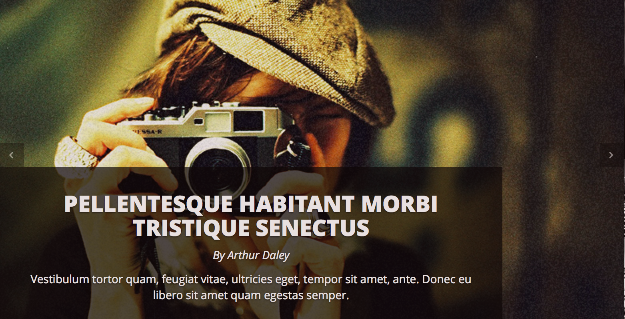 SSA-R
PELLENTESQUE HABITANT MORBI
TRISTIQUE SENECTUS
By Arthur Daley
Vestibulum tortor quam, feugiat vitae, ultricies eget, tempor sit amet, ante. Donec eu
libero sit amet quam egestas semper.